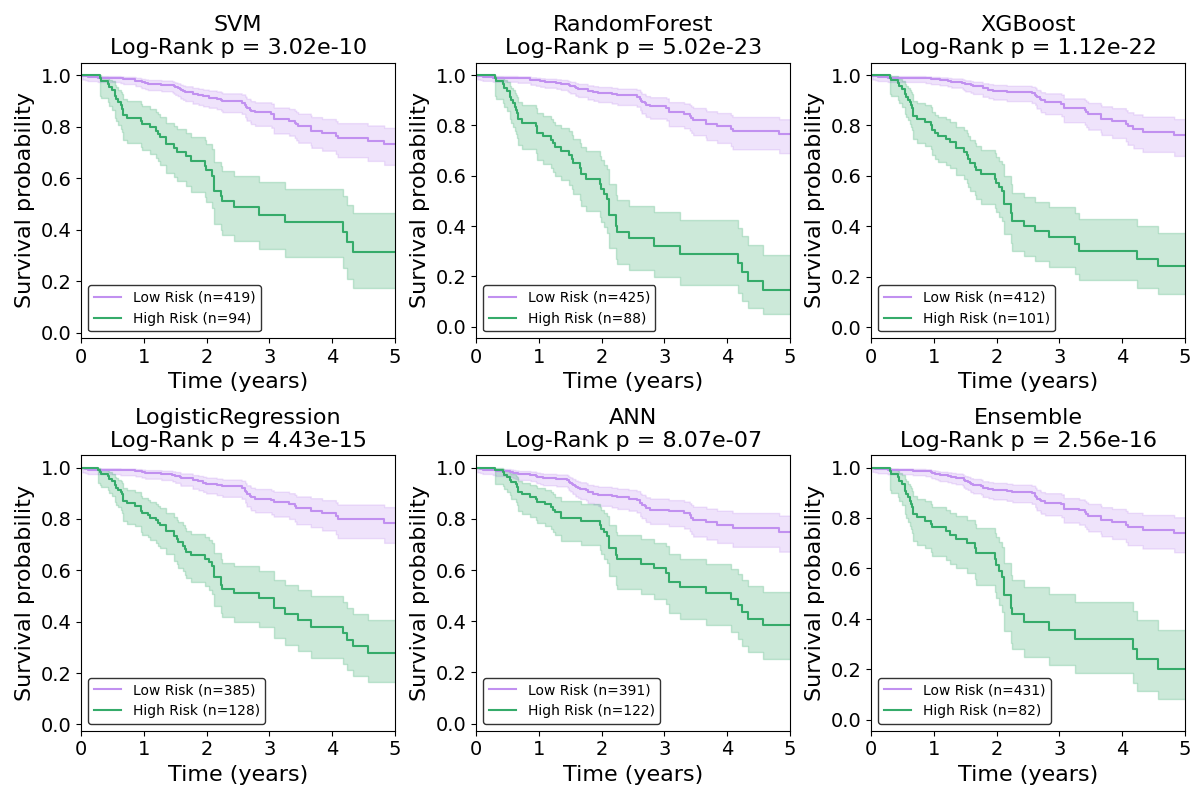 SVM
Log-Rank p = 3.02e-10
Survival probability
1.0
0.8
0.6
0.4
0.2
0.0
Low Risk (n=419)
High Risk (n=94)
0 1 2 3 4 5
Time (years)
RandomForest
Log-Rank p = 5.02e-23
Survival probability
1.0
0.8
0.6
0.4
0.2
0.0
Low Risk (n=425)
High Risk (n=88)
0 1 2 3 4 5
Time (years)
XGBoost
Log-Rank p = 1.12e-22
Survival probability
1.0
0.8
0.6
0.4
0.2
0.0
Low Risk (n=412)
High Risk (n=101)
0 1 2 3 4 5
Time (years)
LogisticRegression
Log-Rank p = 4.43e-15
Survival probability
1.0
0.8
0.6
0.4
0.2
0.0
Low Risk (n=385)
High Risk (n=128)
0 1 2 3 4 5
Time (years)
ANN
Log-Rank p = 8.07e-07
Survival probability
1.0
0.8
0.6
0.4
0.2
0.0
Low Risk (n=391)
High Risk (n=122)
0 1 2 3 4 5
Time (years)
Ensemble
Log-Rank p = 2.56e-16
Survival probability
1.0
0.8
0.6
0.4
0.2
0.0
Low Risk (n=431)
High Risk (n=82)
0 1 2 3 4 5
Time (years)